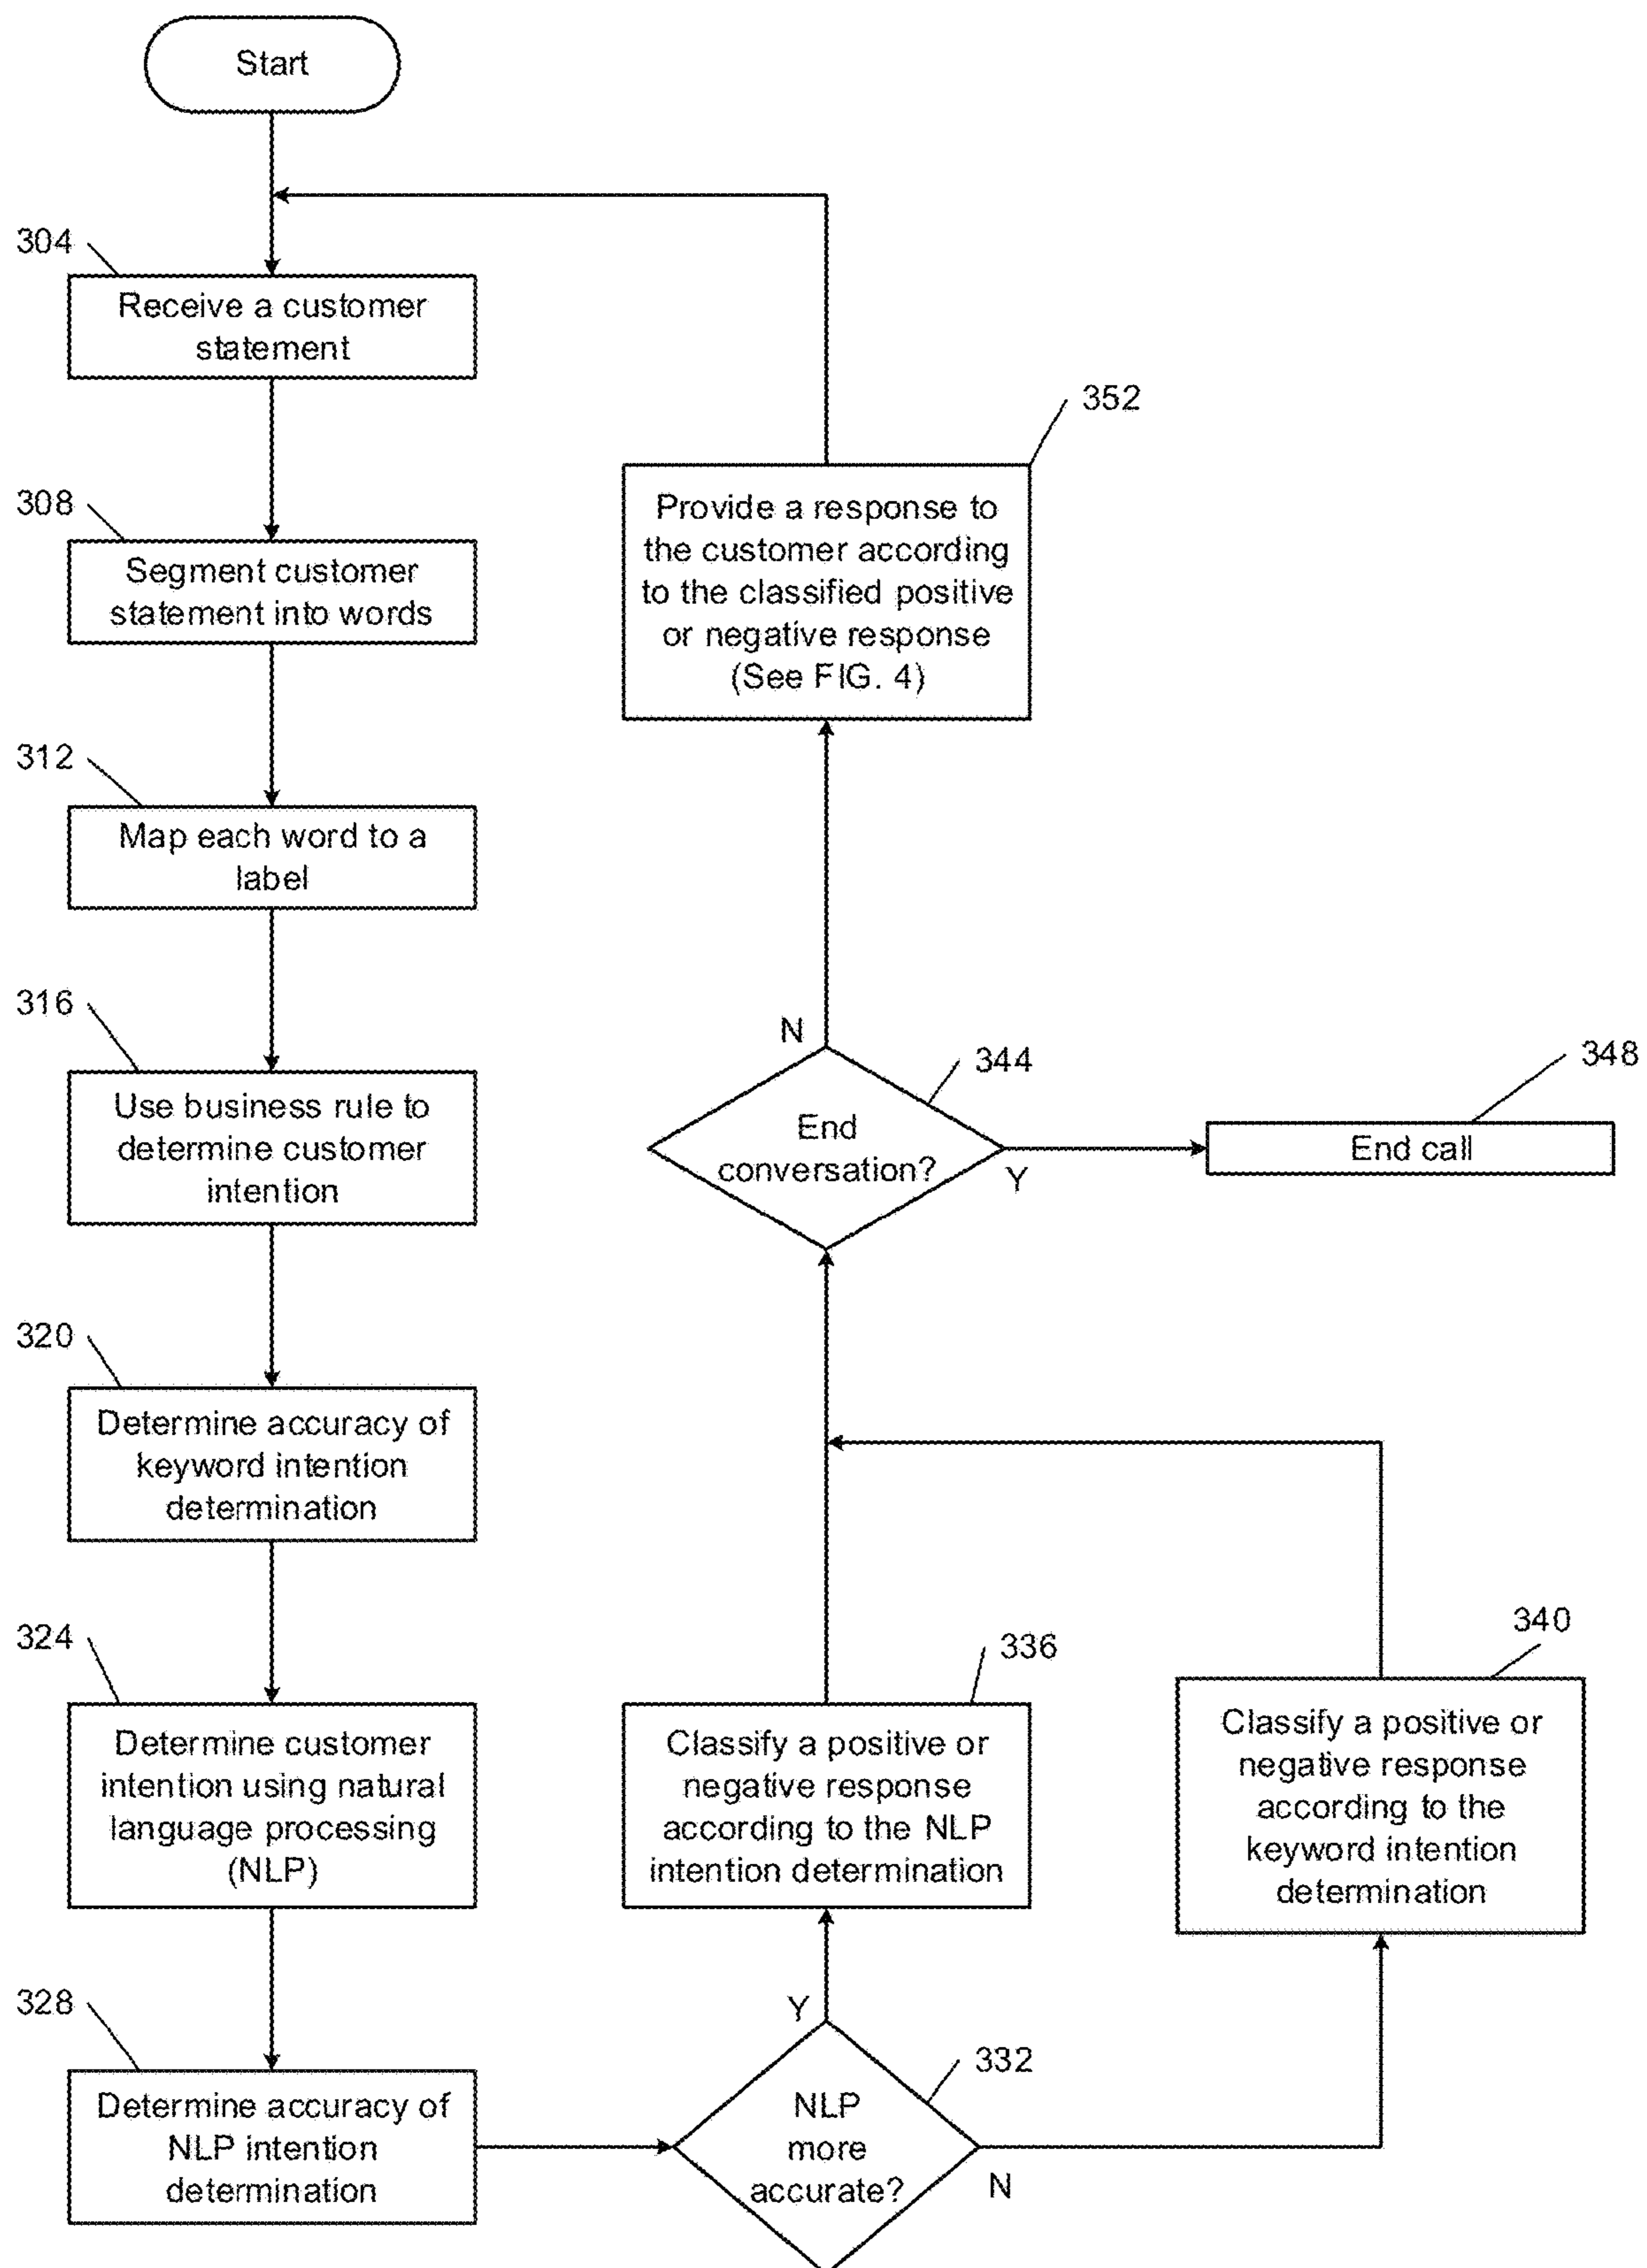 Start
304
Receive a customer
statement
308
Segment customer
statement into words
312
Map each word to a
label
316
Use business rule to
determine customer
intention
320
Determine accuracy of
keyword intention
determination
324
Determine customer
intention using natural
language processing
(NLP)
328
Determine accuracy of
NLP intention
determination
332
NLP
more
accurate?
Y
N
336
Classify a positive or
negative response
according to the NLP
intention determination
340
Classify a positive or
negative response
according to the
keyword intention
determination
344
End
conversation?
N
Y
348
End call
352
Provide a response to
the customer according
to the classified positive
or negative response
(See FIG. 4)